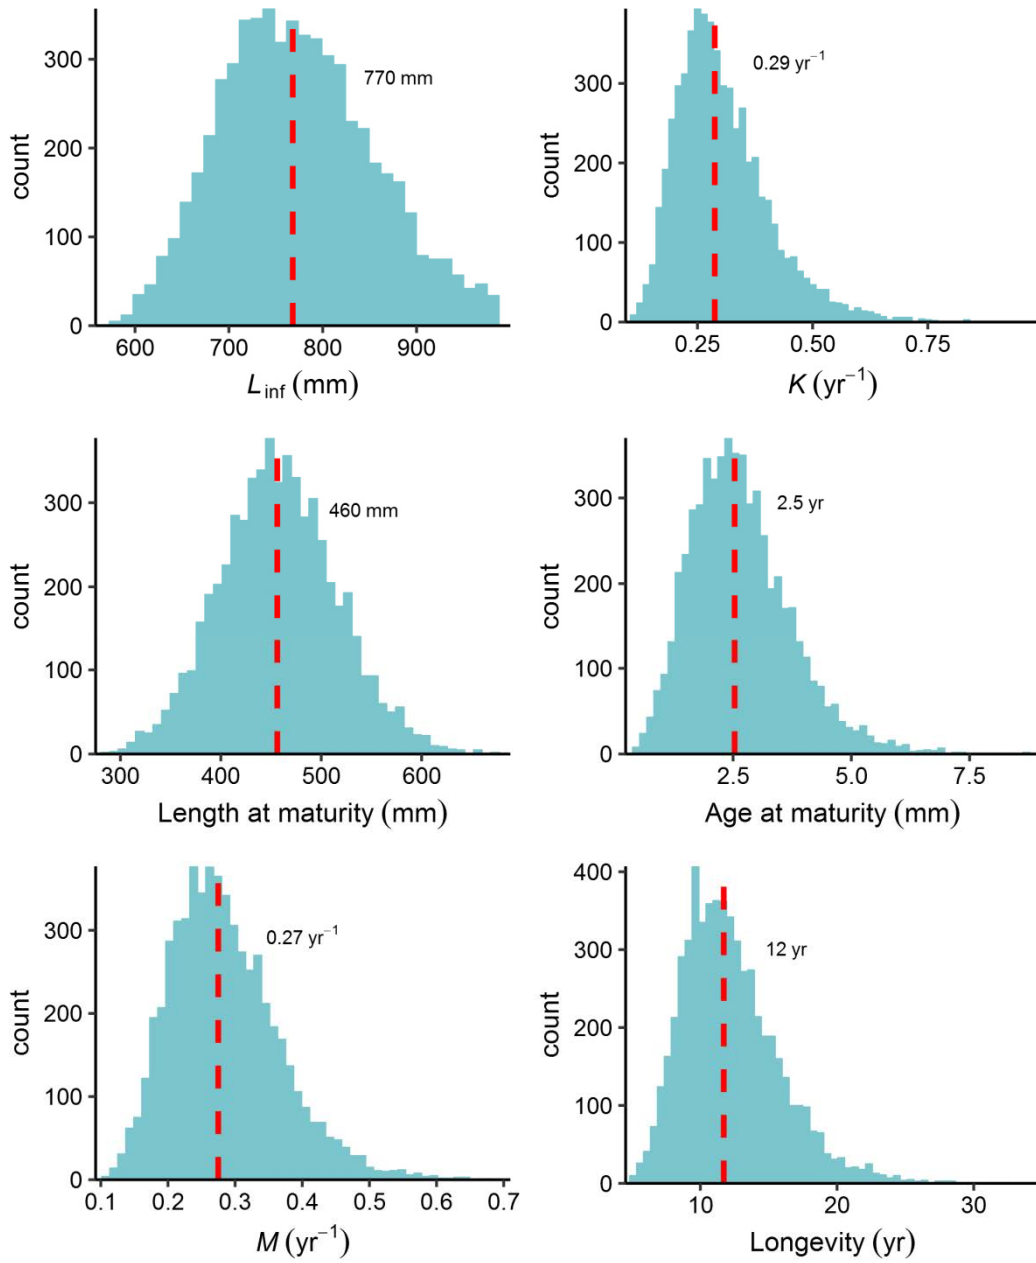 300
200
100
0
count
770 mm
600 700 800 900
L_inf (mm)
300
200
100
0
count
0.29 yr⁻¹
0.25 0.50 0.75
K (yr⁻¹)
300
200
100
0
count
460 mm
300 400 500 600
Length at maturity (mm)
300
200
100
0
count
2.5 yr
2.5 5.0 7.5
Age at maturity (mm)
300
200
100
0
count
0.27 yr⁻¹
0.1 0.2 0.3 0.4 0.5 0.6 0.7
M (yr⁻¹)
400
300
200
100
0
count
12 yr
10 20 30
Longevity (yr)